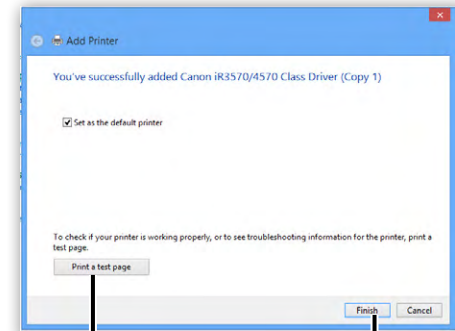 Add Printer
You've successfully added Canon iR3570/4570 Class Driver (Copy 1)
Set as the default printer
To check if your printer is working properly, or to see troubleshooting information for the printer, print a
test page.
Print a test page
Finish Cancel